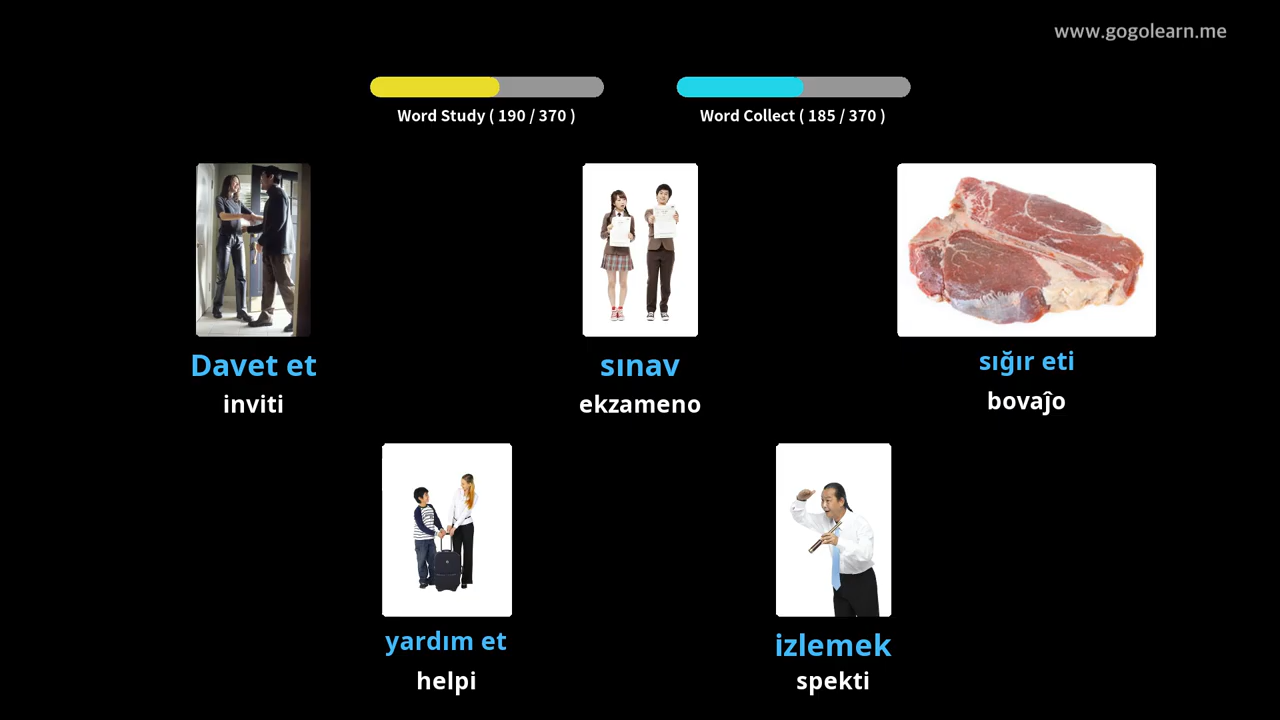 www.gogolearn.me
Word Study ( 190 / 370 )
Word Collect ( 185 / 370 )
Davet et
inviti
sınav
ekzameno
sığır eti
bovaĵo
yardım et
helpi
izlemek
spekti